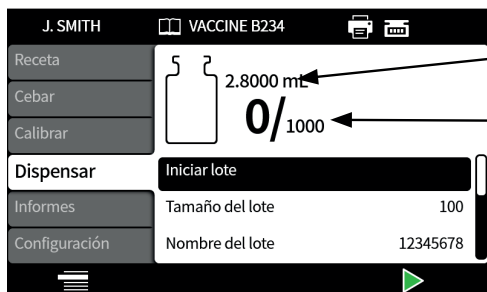 J. SMITH VACCINE B234
Receta
Cebar
Calibrar
Dispensar
Informes
Configuración
2.8000 mL
0/1000
Iniciar lote
Tamaño del lote 100
Nombre del lote 12345678